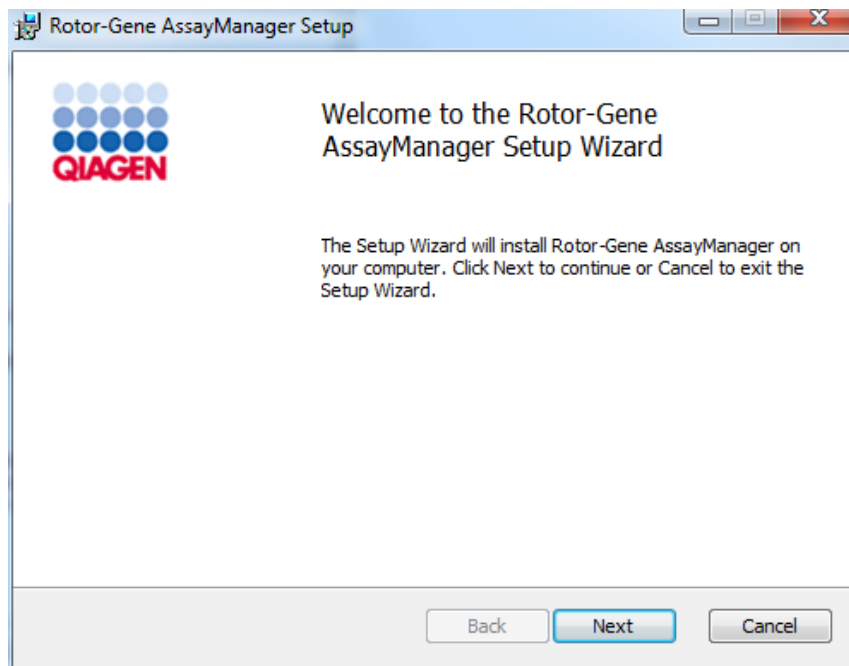 Rotor-Gene AssayManager Setup
QIAGEN
Welcome to the Rotor-Gene
AssayManager Setup Wizard
The Setup Wizard will install Rotor-Gene AssayManager on
your computer. Click Next to continue or Cancel to exit the
Setup Wizard.
Back
Next
Cancel